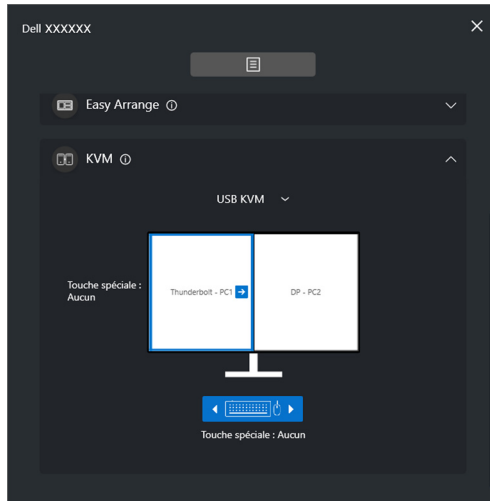 Dell XXXXXX
Easy Arrange
KVM
USB KVM
Touche spéciale :
Aucun
Thunderbolt - PC1
DP - PC2
Touche spéciale : Aucun